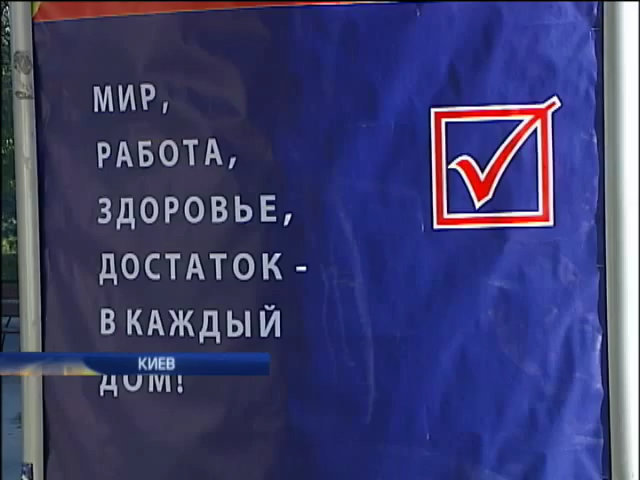 МИР,
РАБОТА,
ЗДОРОВЬЕ,
ДОСТАТОК -
В КАЖДЫЙ
КИЕВ
ДОМ!